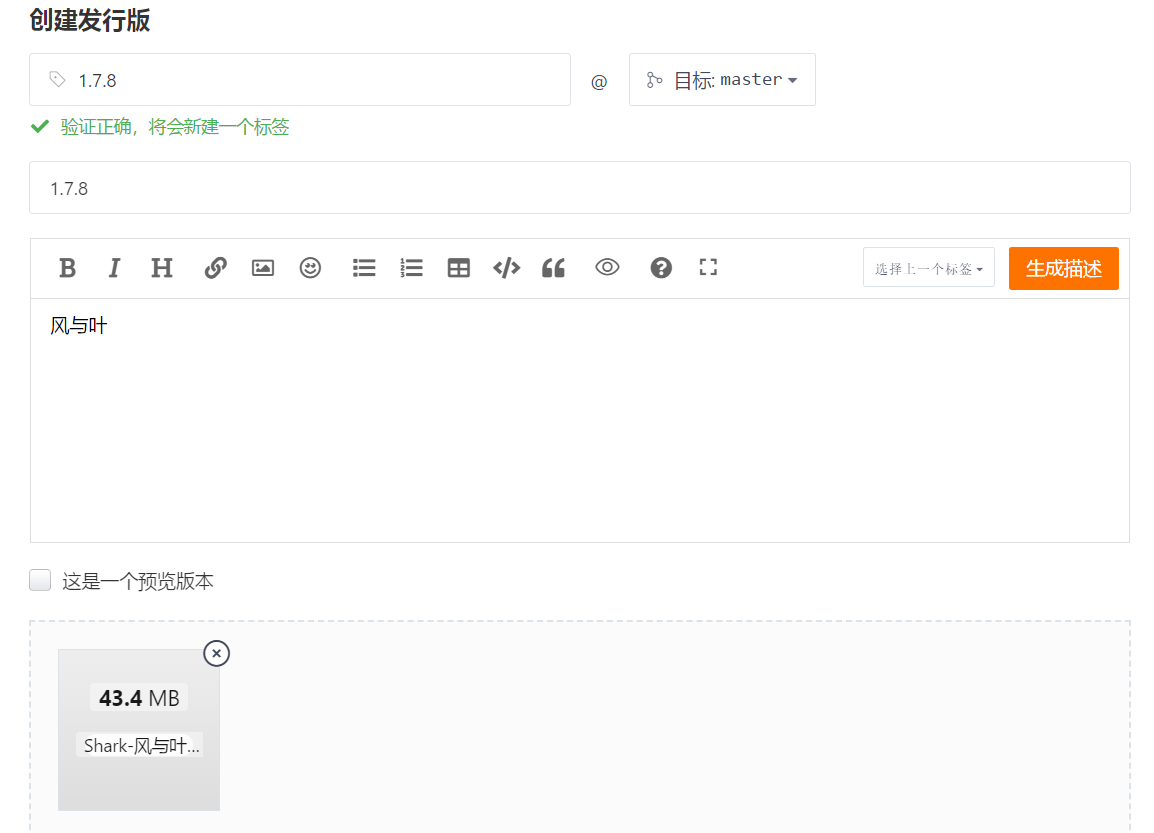 创建发行版
1.7.8 @ 目标: master
验证正确，将会新建一个标签
1.7.8
B I H 选择上一个标签 生成描述
风与叶
这是一个预览版本
43.4 MB
Shark-风与叶...